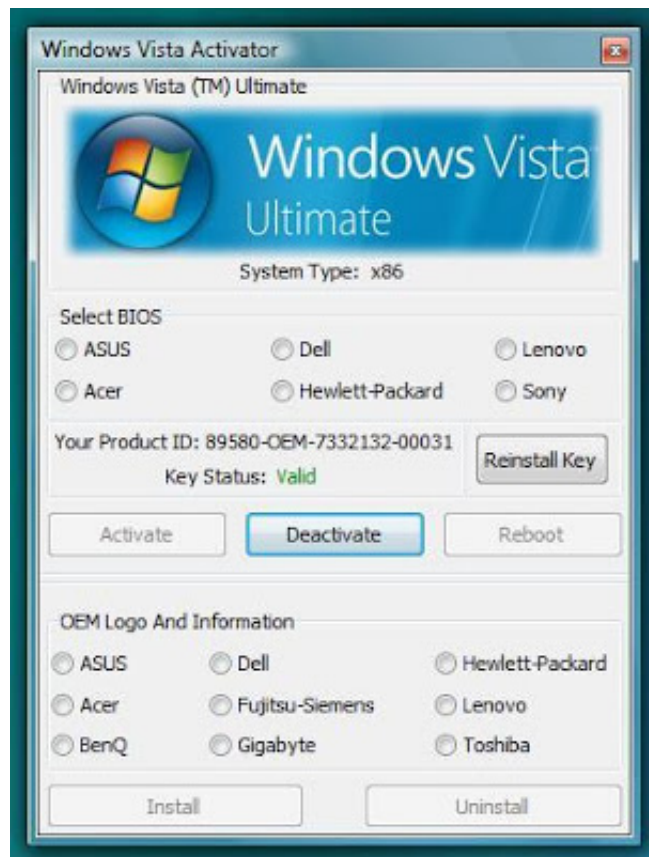 Windows Vista Activator
Windows Vista (TM) Ultimate
Windows Vista
Ultimate
System Type: x86
Select BIOS
ASUS Dell Lenovo
Acer Hewlett-Packard Sony
Your Product ID: 89580-OEM-7332132-00031
Key Status: Valid
Reinstall Key
Activate Deactivate Reboot
OEM Logo And Information
ASUS Dell Hewlett-Packard
Acer Fujitsu-Siemens Lenovo
BenQ Gigabyte Toshiba
Install Uninstall